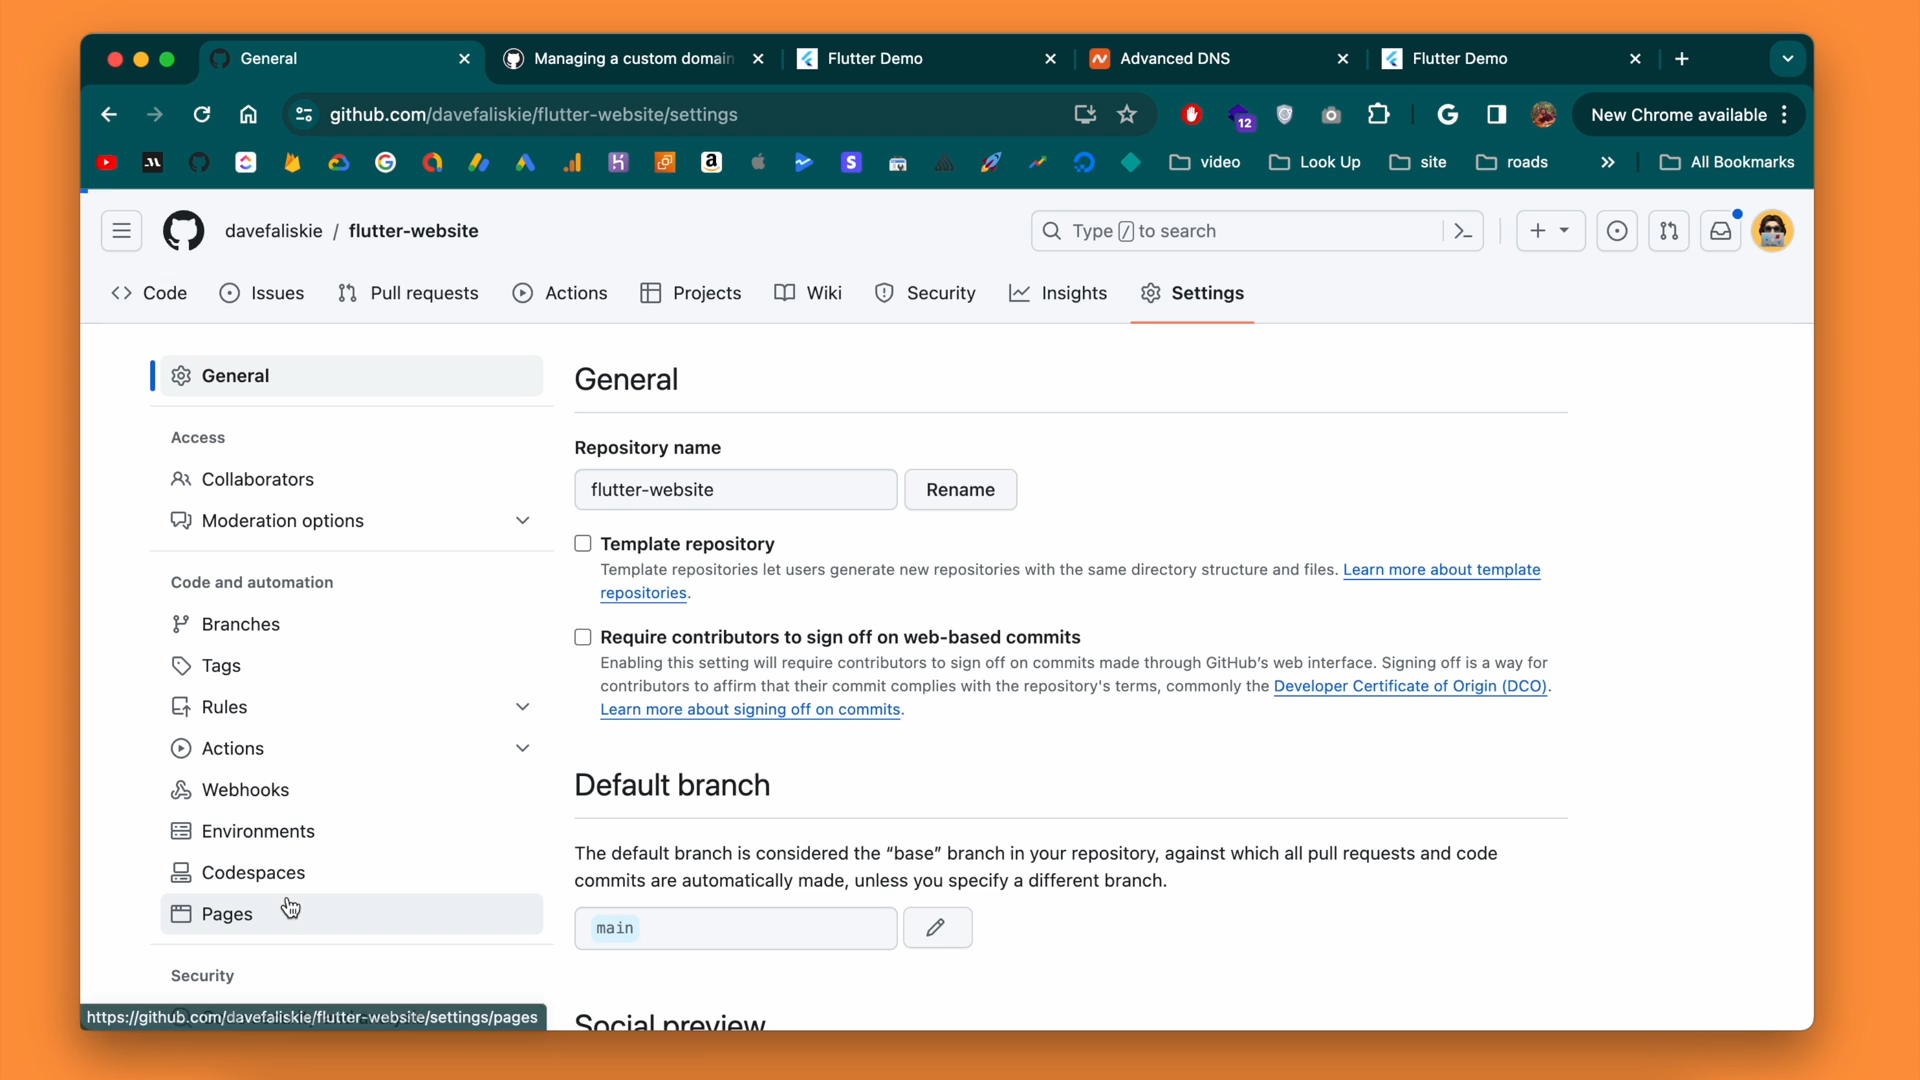 General
Managing a custom domain
Flutter Demo
Advanced DNS
Flutter Demo
github.com/davefaliskie/flutter-website/settings
12
New Chrome available
video
Look Up
site
roads
All Bookmarks
davefaliskie / flutter-website
Type / to search
Code
Issues
Pull requests
Actions
Projects
Wiki
Security
Insights
Settings
General
Access
Collaborators
Moderation options
Code and automation
Branches
Tags
Rules
Actions
Webhooks
Environments
Codespaces
Pages
Security
https://github.com/davefaliskie/flutter-website/settings/pages
General
Repository name
flutter-website
Rename
Template repository
Template repositories let users generate new repositories with the same directory structure and files. Learn more about template
repositories.
Require contributors to sign off on web-based commits
Enabling this setting will require contributors to sign off on commits made through GitHub’s web interface. Signing off is a way for
contributors to affirm that their commit complies with the repository's terms, commonly the Developer Certificate of Origin (DCO).
Learn more about signing off on commits.
Default branch
The default branch is considered the “base” branch in your repository, against which all pull requests and code
commits are automatically made, unless you specify a different branch.
main
Social preview